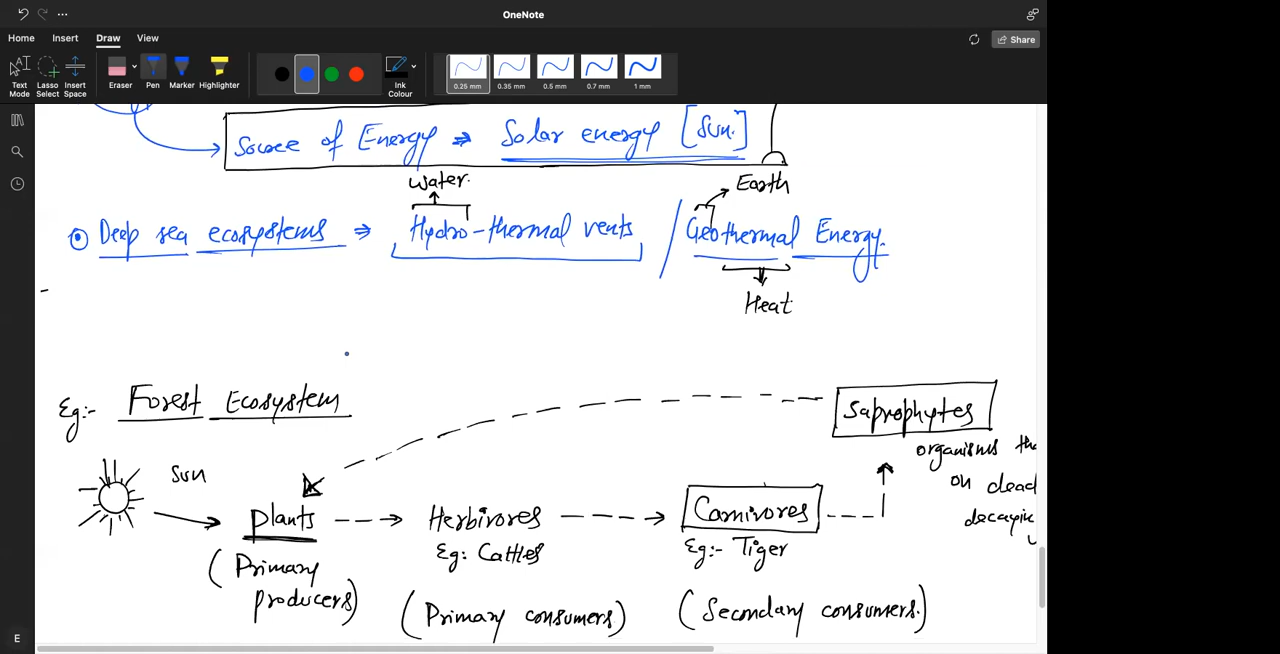 OneNote
Home Insert Draw View
Share
Text Mode
Lasso Select
Insert Space
Eraser
Pen
Marker
Highlighter
Ink Colour
0.25 mm
0.35 mm
0.5 mm
0.7 mm
1 mm
Source of Energy ⇒ Solar energy [Sun.]
Water.
Earth
Deep sea ecosystems ⇒ Hydro-thermal vents / Geothermal Energy.
Heat
Eg:- Forest Ecosystem
Saprophytes
organisms tha
on dead
decayin
Sun
plants
Herbivores
Carnivores
Eg: Cattles
Eg:- Tiger
(Primary producers)
(Primary consumers)
(Secondary consumers.)
E